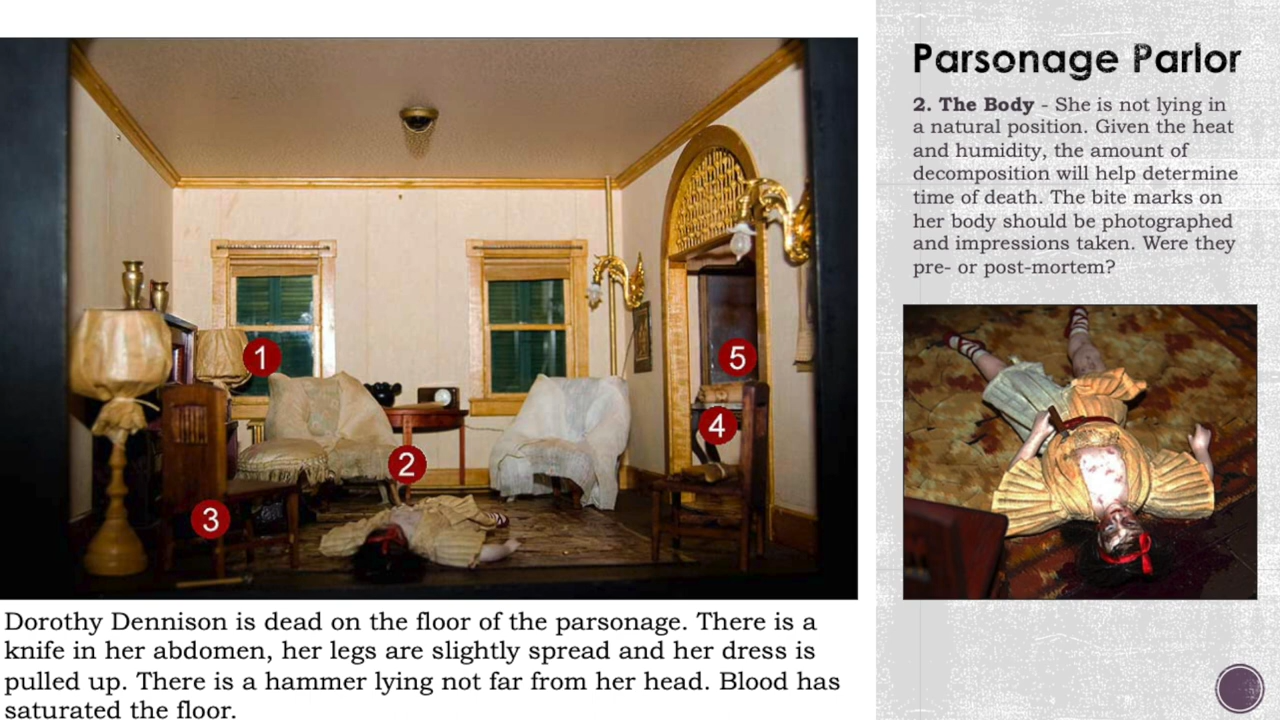 Parsonage Parlor
2. The Body - She is not lying in
a natural position. Given the heat
and humidity, the amount of
decomposition will help determine
time of death. The bite marks on
her body should be photographed
and impressions taken. Were they
pre- or post-mortem?
1
5
4
2
3
Dorothy Dennison is dead on the floor of the parsonage. There is a
knife in her abdomen, her legs are slightly spread and her dress is
pulled up. There is a hammer lying not far from her head. Blood has
saturated the floor.